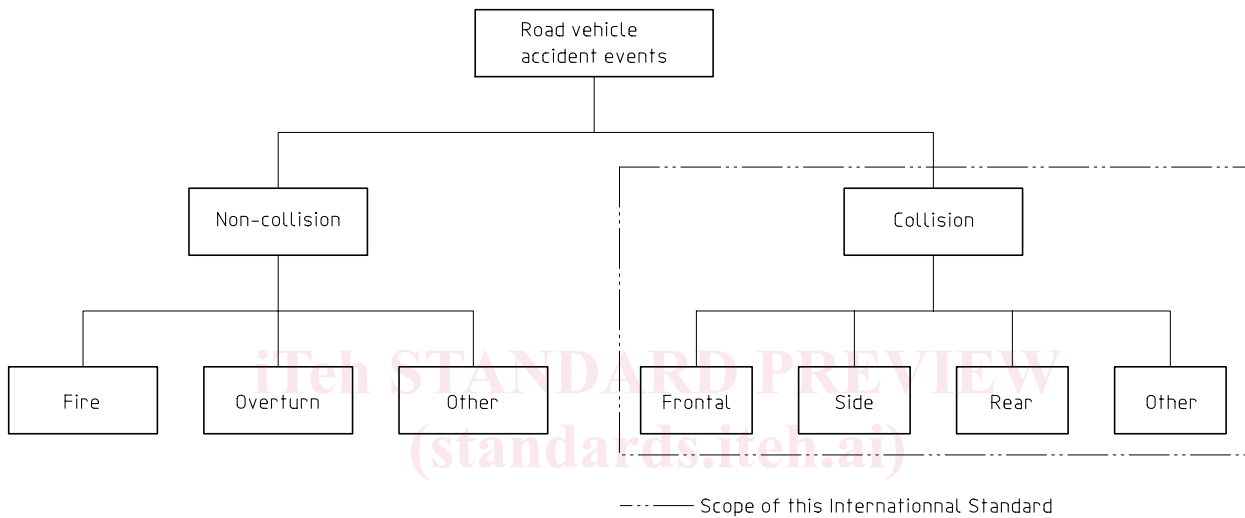 Road vehicle
accident events
Non-collision
Collision
Fire
Overturn
Other
Frontal
Side
Rear
Other
iTeh STANDARD PREVIEW
(standards.iteh.ai)
Scope of this Internationnal Standard